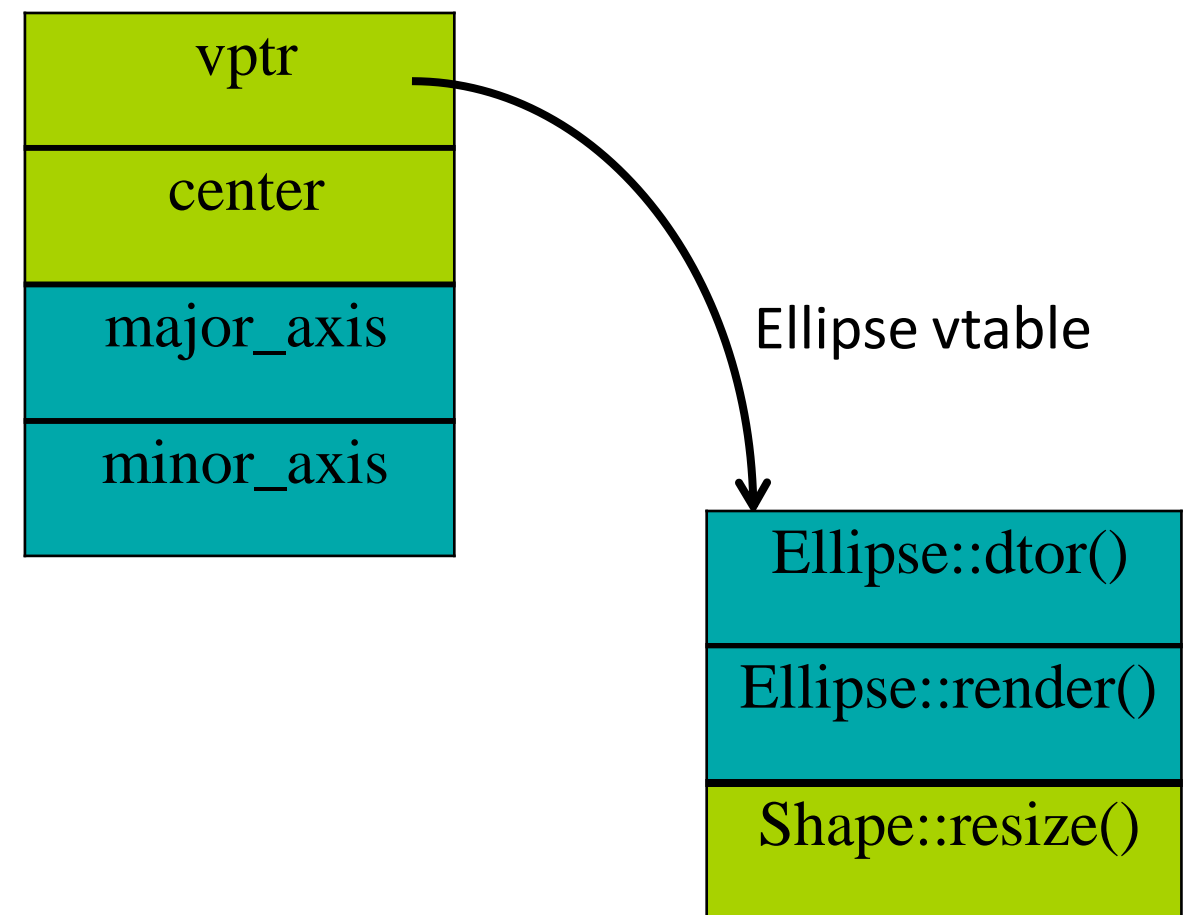 vptr
center
major_axis
minor_axis
Ellipse vtable
Ellipse::dtor()
Ellipse::render()
Shape::resize()